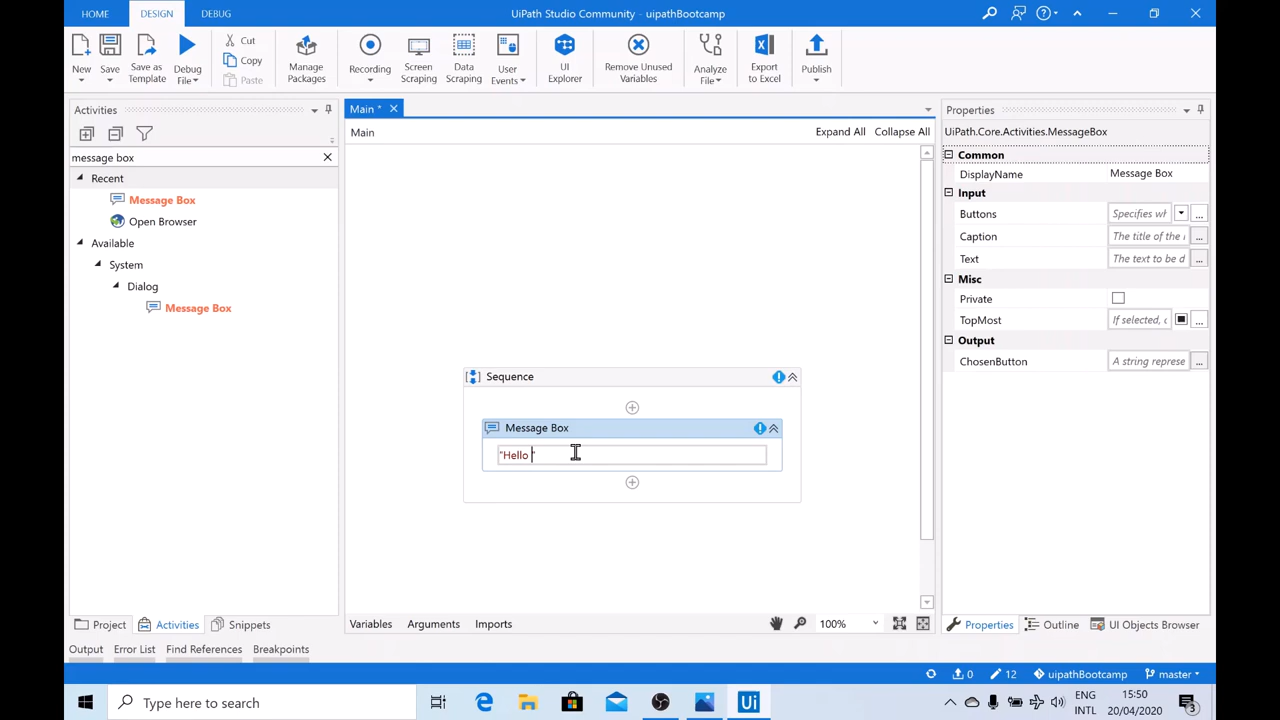 HOME DESIGN DEBUG UiPath Studio Community - uipathBootcamp
New Save Save as Template Debug File Cut Copy Paste Manage Packages Recording Screen Scraping Data Scraping User Events UI Explorer Remove Unused Variables Analyze File Export to Excel Publish
Activities
message box
Recent
Message Box
Open Browser
Available
System
Dialog
Message Box
Project Activities Snippets
Main *
Main Expand All Collapse All
Sequence
Message Box
"Hello "
Variables Arguments Imports 100%
Properties
UiPath.Core.Activities.MessageBox
Common
DisplayName Message Box
Input
Buttons Specifies wh ...
Caption The title of the ...
Text The text to be d ...
Misc
Private
TopMost If selected, ...
Output
ChosenButton A string represe ...
Properties Outline UI Objects Browser
Output Error List Find References Breakpoints
0 12 uipathBootcamp master
Type here to search
Ui
ENG
INTL
15:50
20/04/2020
3